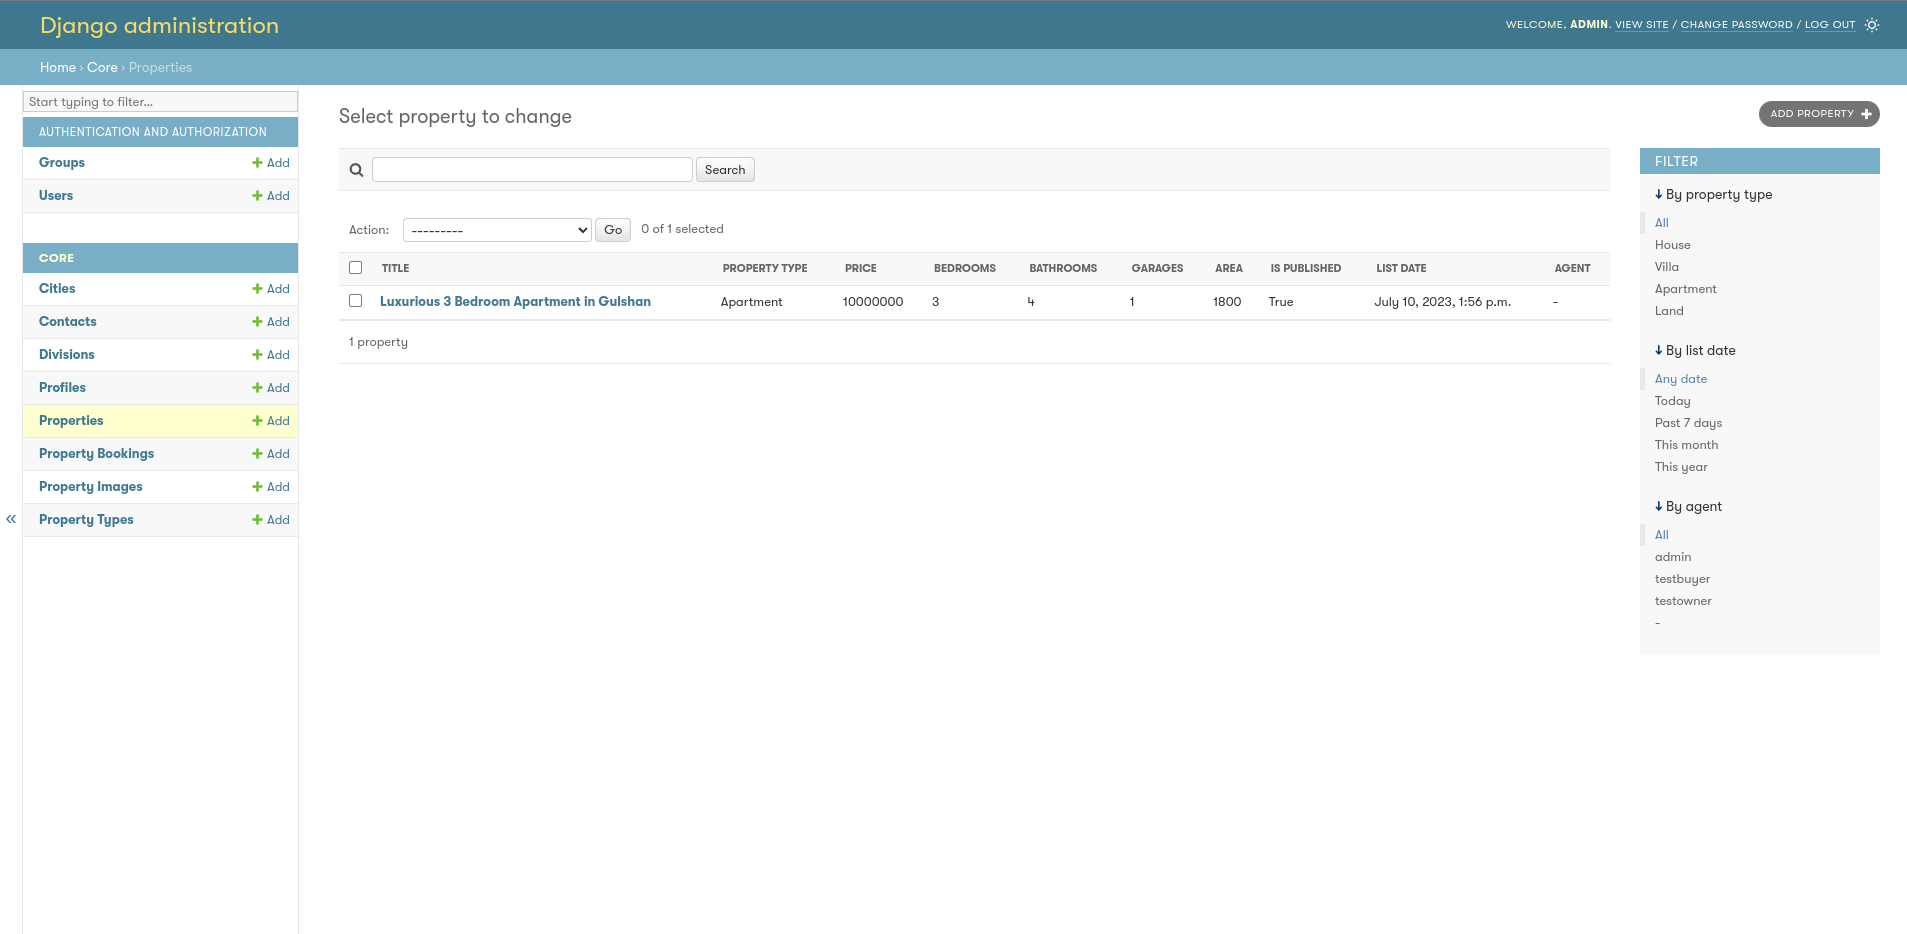 Django administration
WELCOME, ADMIN. VIEW SITE / CHANGE PASSWORD / LOG OUT
Home › Core › Properties
Start typing to filter...
AUTHENTICATION AND AUTHORIZATION
Groups + Add
Users + Add
CORE
Cities + Add
Contacts + Add
Divisions + Add
Profiles + Add
Properties + Add
Property Bookings + Add
Property Images + Add
Property Types + Add
«
Select property to change
ADD PROPERTY +
Search
Action: --------- Go 0 of 1 selected
TITLE PROPERTY TYPE PRICE BEDROOMS BATHROOMS GARAGES AREA IS PUBLISHED LIST DATE AGENT
Luxurious 3 Bedroom Apartment in Gulshan Apartment 10000000 3 4 1 1800 True July 10, 2023, 1:56 p.m. -
1 property
FILTER
↓ By property type
All
House
Villa
Apartment
Land
↓ By list date
Any date
Today
Past 7 days
This month
This year
↓ By agent
All
admin
testbuyer
testowner
-